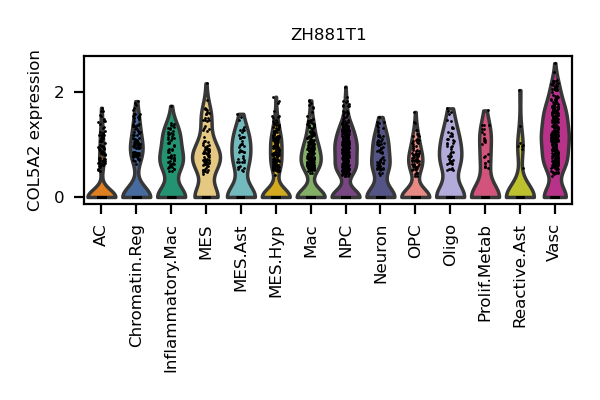 ZH881T1
COL5A2 expression
2
0
AC
Chromatin.Reg
Inflammatory.Mac
MES
MES.Ast
MES.Hyp
Mac
NPC
Neuron
OPC
Oligo
Prolif.Metab
Reactive.Ast
Vasc